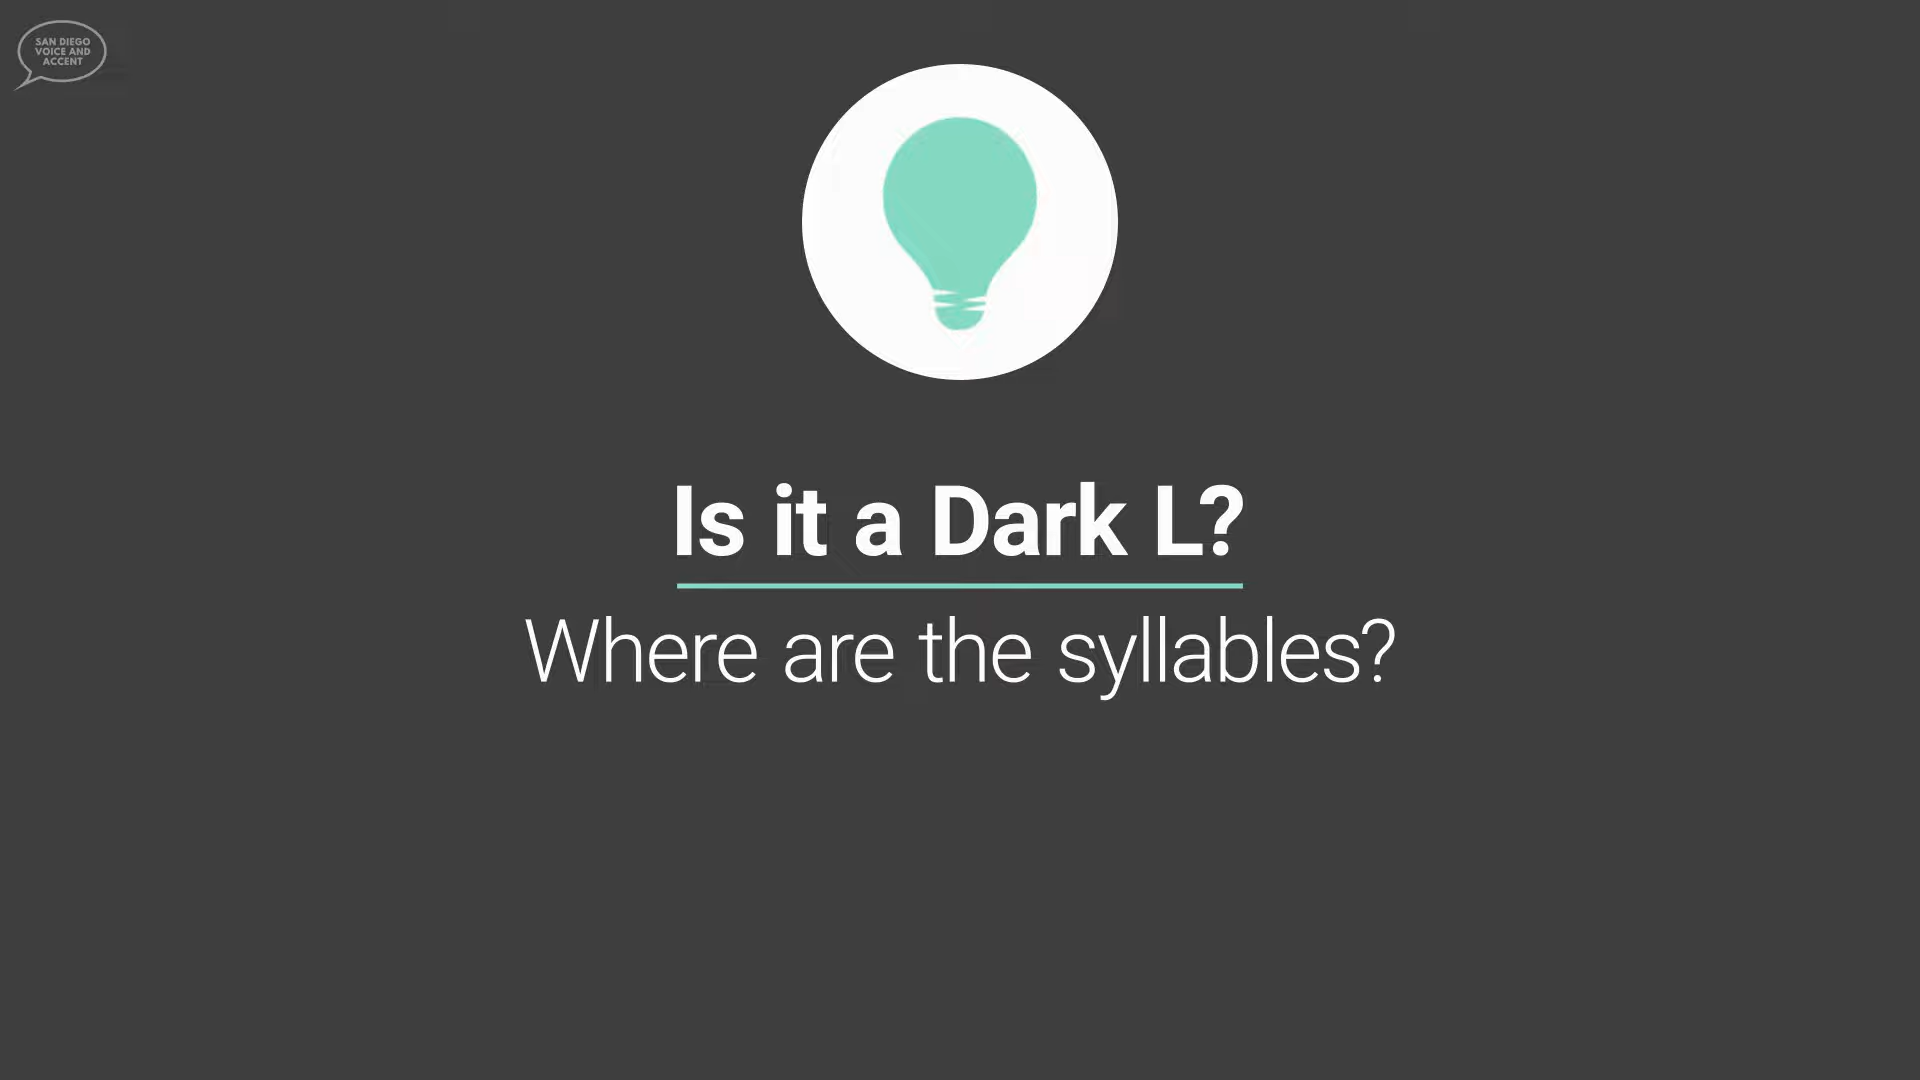 SAN DIEGO
VOICE AND
ACCENT
Is it a Dark L?
Where are the syllables?